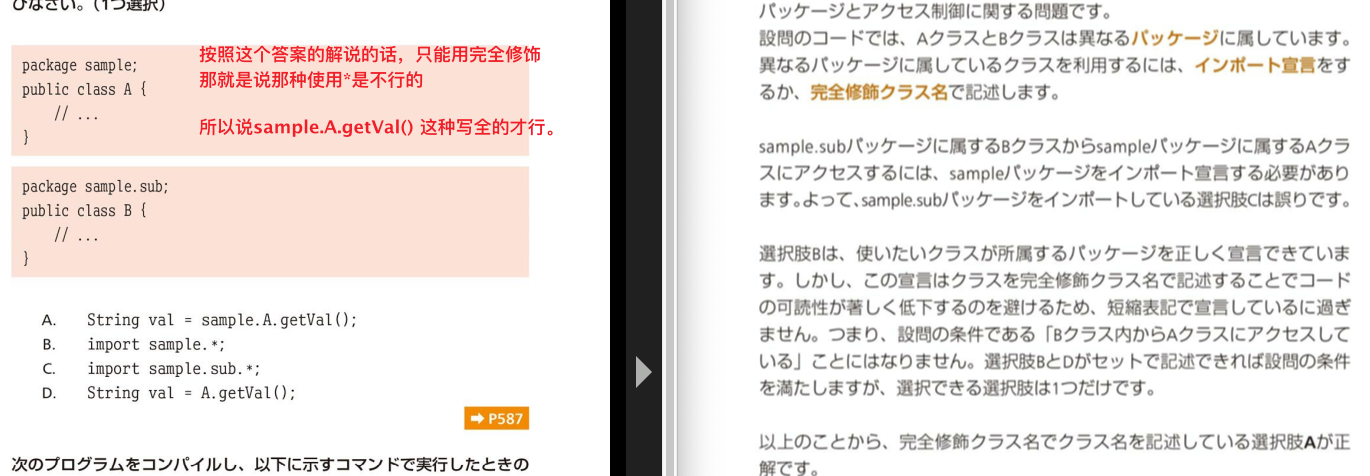 びなさい。（1つ選択）
package sample;
public class A {
// ...
}
按照这个答案的解说的话，只能用完全修饰
那就是说那种使用*是不行的
所以说sample.A.getVal() 这种写全的才行。
package sample.sub;
public class B {
// ...
}
A. String val = sample.A.getVal();
B. import sample.*;
C. import sample.sub.*;
D. String val = A.getVal();
➡ P587
次のプログラムをコンパイルし、以下に示すコマンドで実行したときの
パッケージとアクセス制御に関する問題です。
設問のコードでは、AクラスとBクラスは異なるパッケージに属しています。
異なるパッケージに属しているクラスを利用するには、インポート宣言をす
るか、完全修飾クラス名で記述します。
sample.subパッケージに属するBクラスからsampleパッケージに属するAクラ
スにアクセスするには、sampleパッケージをインポート宣言する必要があり
ます。よって、sample.subパッケージをインポートしている選択肢Cは誤りです。
選択肢Bは、使いたいクラスが所属するパッケージを正しく宣言できていま
す。しかし、この宣言はクラスを完全修飾クラス名で記述することでコード
の可読性が著しく低下するのを避けるため、短縮表記で宣言しているに過ぎ
ません。つまり、設問の条件である「Bクラス内からAクラスにアクセスして
いる」ことにはなりません。選択肢BとDがセットで記述できれば設問の条件
を満たしますが、選択できる選択肢は1つだけです。
以上のことから、完全修飾クラス名でクラス名を記述している選択肢Aが正
解です。